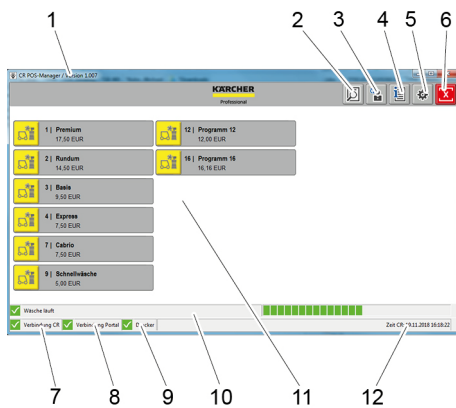 1
2
3
4
5
6
CR POS-Manager / Version 1.007
KÄRCHER
Professional
1 | Premium
17,50 EUR
12 | Programm 12
12,00 EUR
2 | Rundum
14,50 EUR
16 | Programm 16
16,16 EUR
3 | Basis
9,50 EUR
4 | Express
7,50 EUR
7 | Cabrio
7,50 EUR
9 | Schnellwäsche
5,00 EUR
Wäsche läuft
Verbindung CR
Verbindung Portal
Drucker
Zeit CR: 19.11.2018 16:18:22
7
8
9
10
11
12